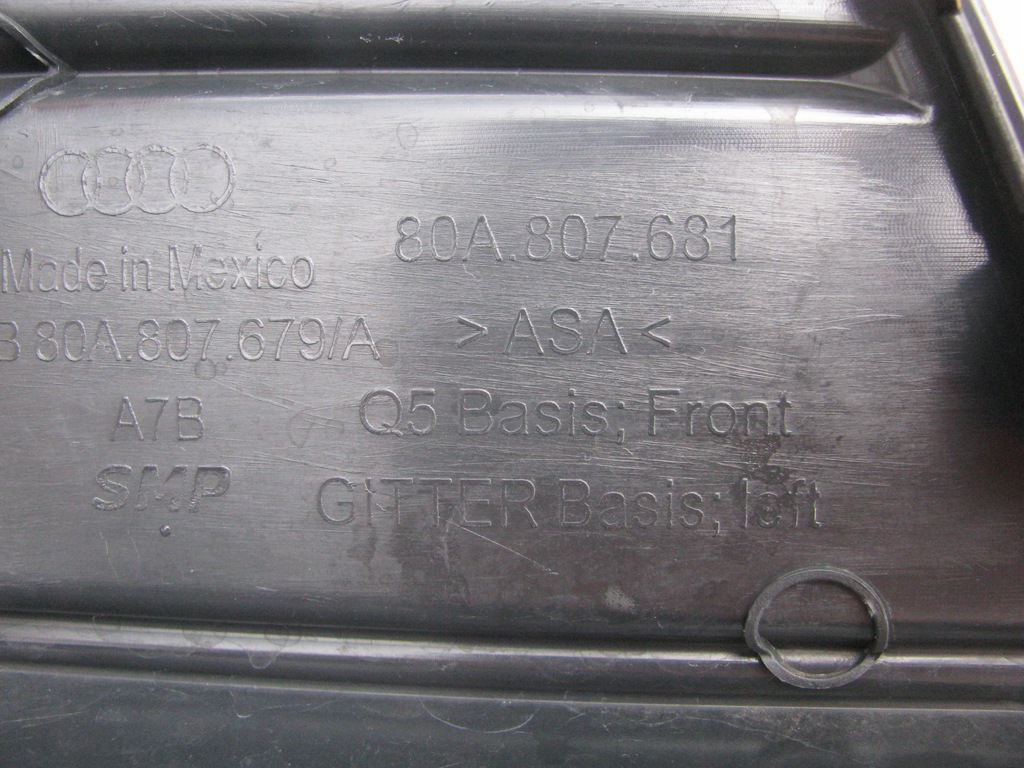 80A.807.681
Made in Mexico
B 80A.807.679/A
>ASA<
A7B
Q5 Basis; Front
SMP
GITTER Basis; left